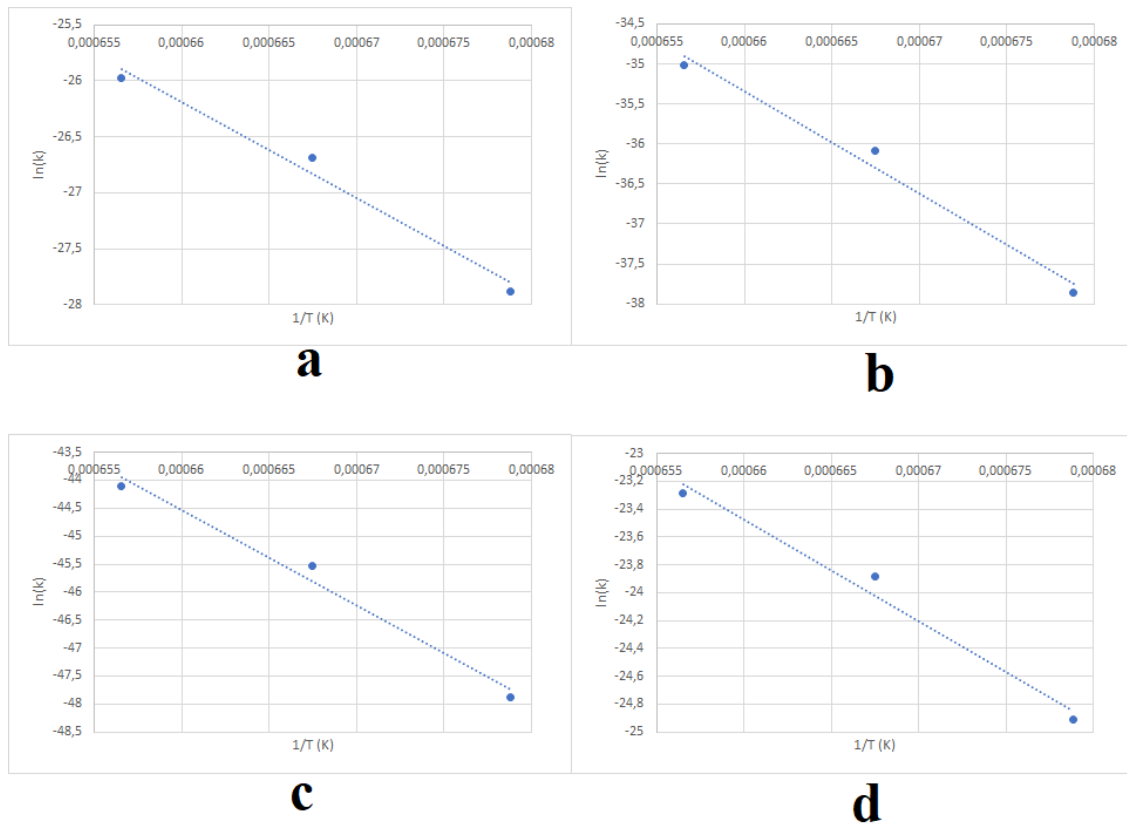 -25,5
0,000655 0,00066 0,000665 0,00067 0,000675 0,00068
-26
-26,5
-27
-27,5
-28
ln(k)
1/T (K)
a
-34,5
0,000655 0,00066 0,000665 0,00067 0,000675 0,00068
-35
-35,5
-36
-36,5
-37
-37,5
-38
ln(k)
1/T (K)
b
-43,5
0,000655 0,00066 0,000665 0,00067 0,000675 0,00068
-44
-44,5
-45
-45,5
-46
-46,5
-47
-47,5
-48
-48,5
ln(k)
1/T (K)
c
-23
0,000655 0,00066 0,000665 0,00067 0,000675 0,00068
-23,2
-23,4
-23,6
-23,8
-24
-24,2
-24,4
-24,6
-24,8
-25
ln(k)
1/T (K)
d